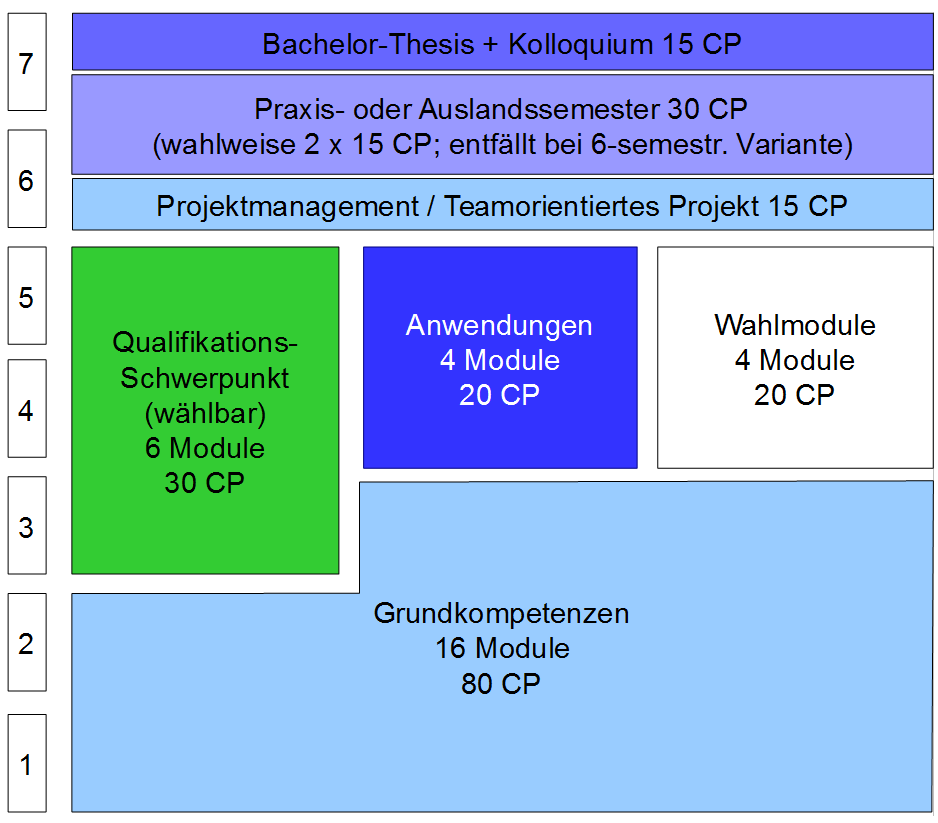 7
Bachelor-Thesis + Kolloquium 15 CP
Praxis- oder Auslandssemester 30 CP
(wahlweise 2 x 15 CP; entfällt bei 6-semestr. Variante)
6
Projektmanagement / Teamorientiertes Projekt 15 CP
5
4
3
Qualifikations-
Schwerpunkt
(wählbar)
6 Module
30 CP
Anwendungen
4 Module
20 CP
Wahlmodule
4 Module
20 CP
2
1
Grundkompetenzen
16 Module
80 CP